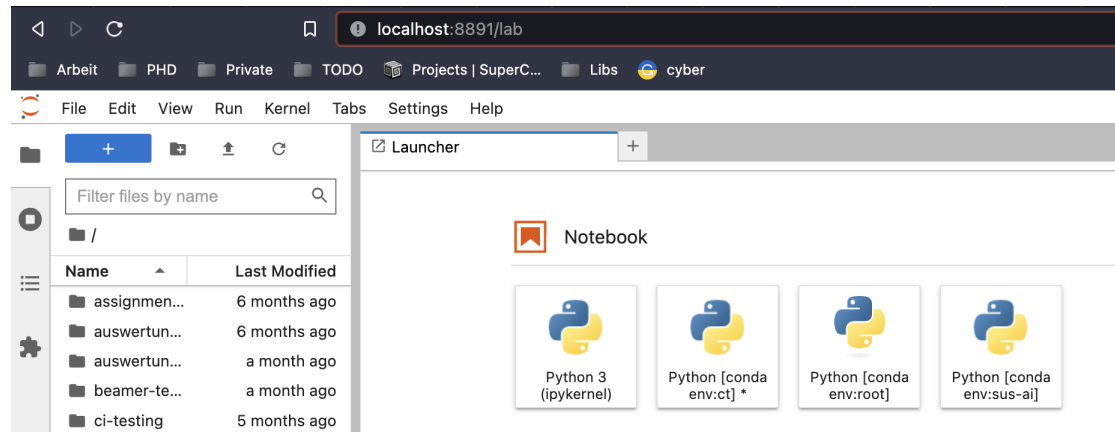 localhost:8891/lab
Arbeit PHD Private TODO Projects | SuperC... Libs cyber
File Edit View Run Kernel Tabs Settings Help
+
Launcher +
Filter files by name
/
Name Last Modified
assignmen... 6 months ago
auswertun... 6 months ago
auswertun... a month ago
beamer-te... a month ago
ci-testing 5 months ago
Notebook
Python 3
(ipykernel)
Python [conda
env:ct] *
Python [conda
env:root]
Python [conda
env:sus-ai]